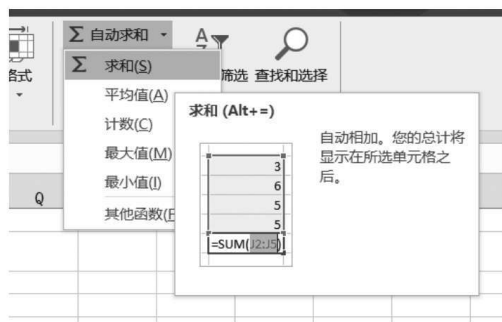 Σ 自动求和
格式
Σ 求和(S)
筛选 查找和选择
平均值(A)
计数(C)
最大值(M)
最小值(I)
其他函数(F
求和 (Alt+=)
自动相加。您的总计将
显示在所选单元格之
后。
3
6
5
5
=SUM(J2:J5)
Q